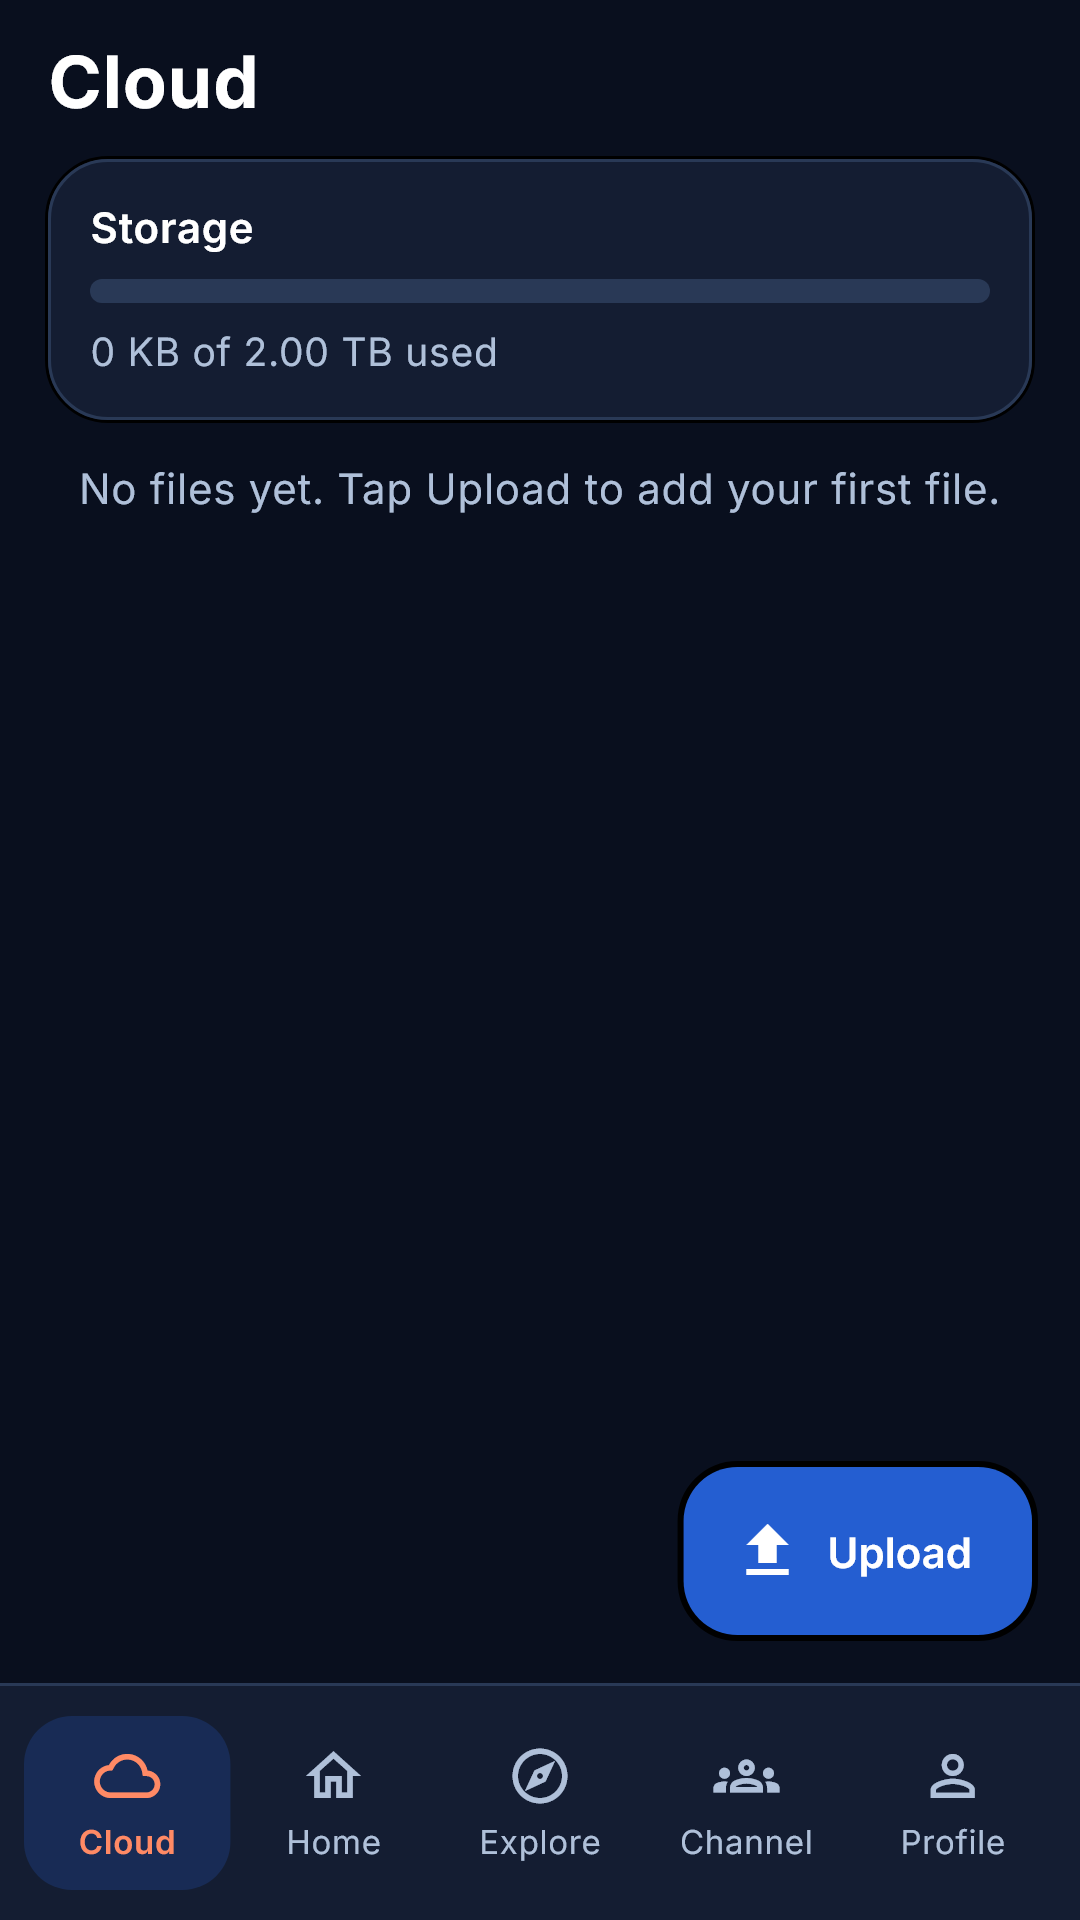 Cloud
Storage
0 KB of 2.00 TB used
No files yet. Tap Upload to add your first file.
Upload
Cloud
Home
Explore
Channel
Profile